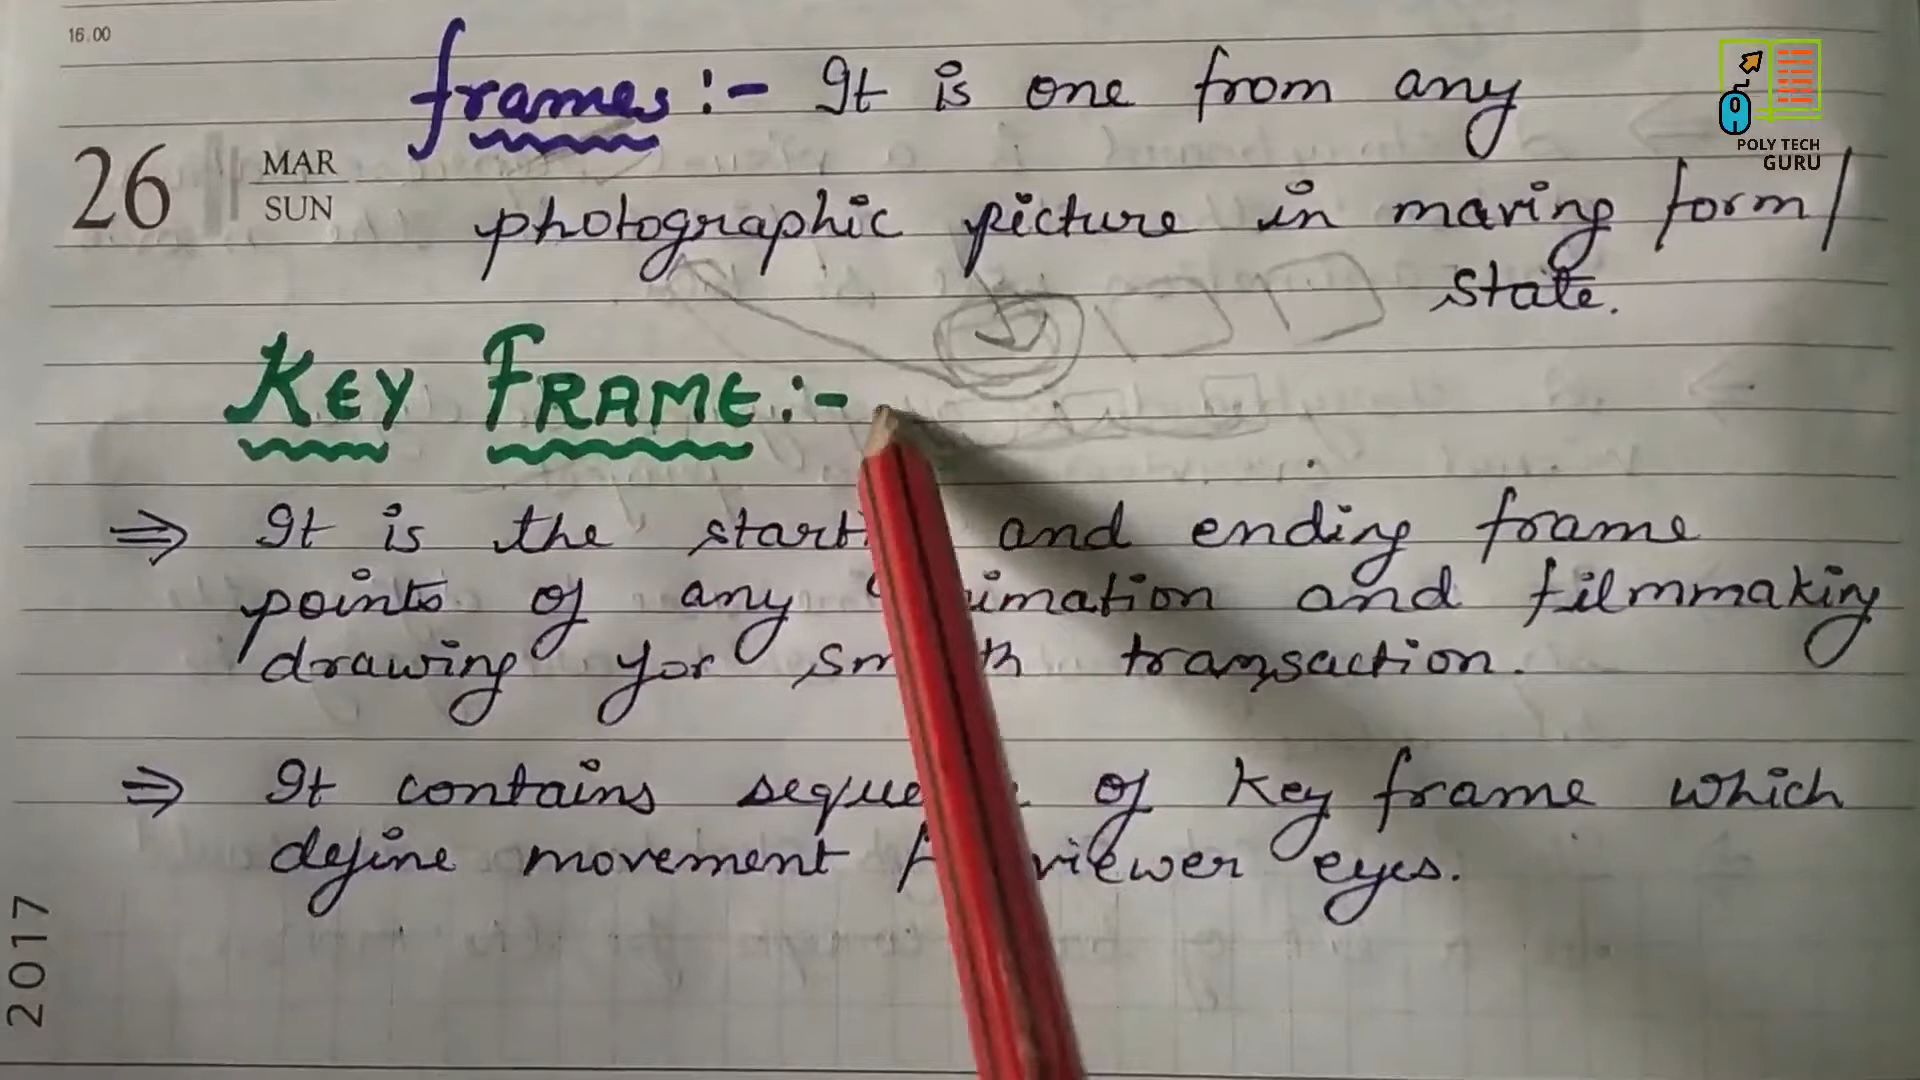 16.00
frames:- It is one from any
POLY TECH
GURU
26 MAR
SUN
photographic picture in maving form/
state.
KEY FRAME:-
⇒ It is the and ending frame
points of any and filmmaking
drawing for transaction.
⇒ It contains of key frame which
define movement viewer eyes.
2017